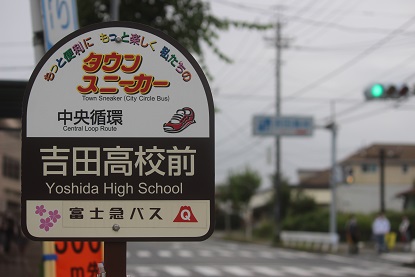 もっと便利に もっと楽しく 私たちの
タウン
スニーカー
Town Sneaker (City Circle Bus)
中央循環
Central Loop Route
吉田高校前
Yoshida High School
富士急バス